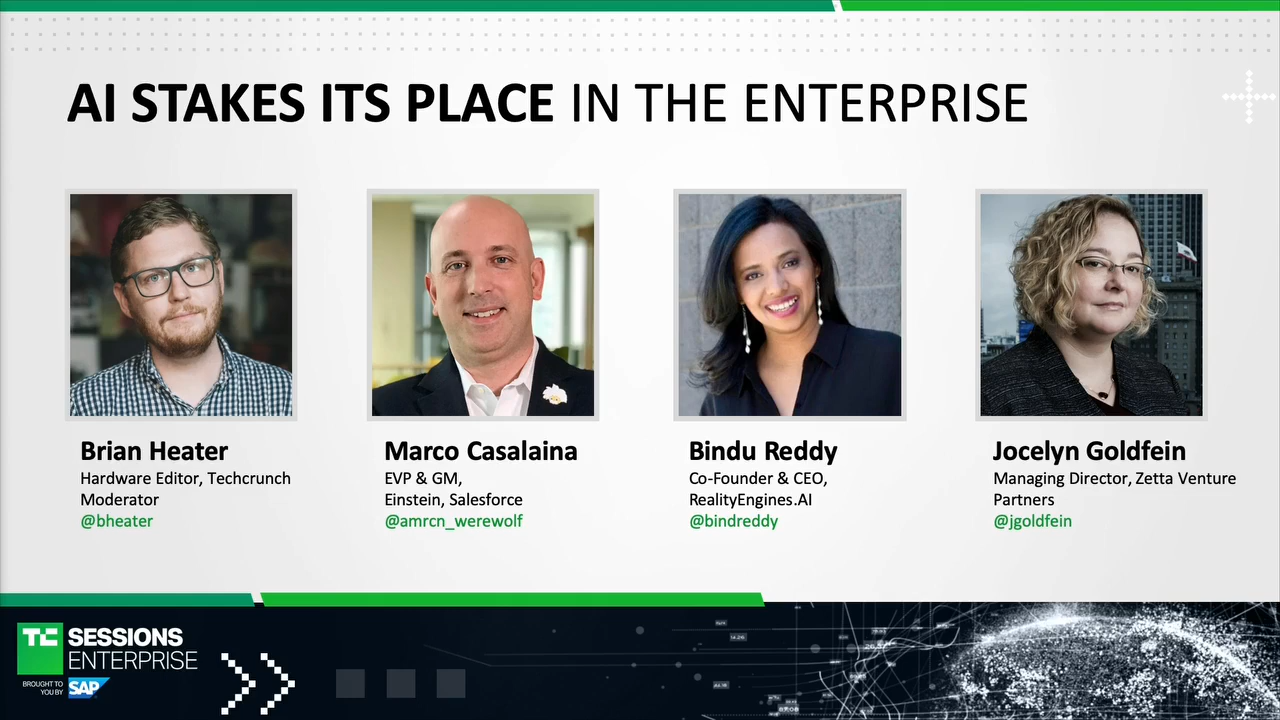 AI STAKES ITS PLACE IN THE ENTERPRISE
Brian Heater
Hardware Editor, Techcrunch
Moderator
@bheater
Marco Casalaina
EVP & GM,
Einstein, Salesforce
@amrcn_werewolf
Bindu Reddy
Co-Founder & CEO,
RealityEngines.AI
@bindreddy
Jocelyn Goldfein
Managing Director, Zetta Venture
Partners
@jgoldfein
TC SESSIONS
ENTERPRISE
BROUGHT TO
YOU BY SAP